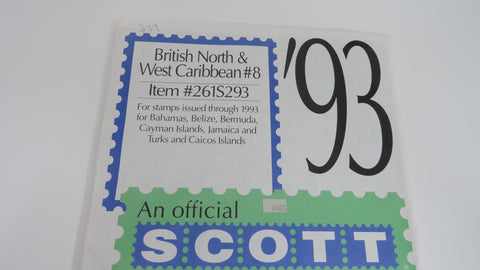 British North &
West Caribbean #8
Item #261S293
For stamps issued through 1993
for Bahamas, Belize, Bermuda,
Cayman Islands, Jamaica and
Turks and Caicos Islands
'93
An official
SCOTT